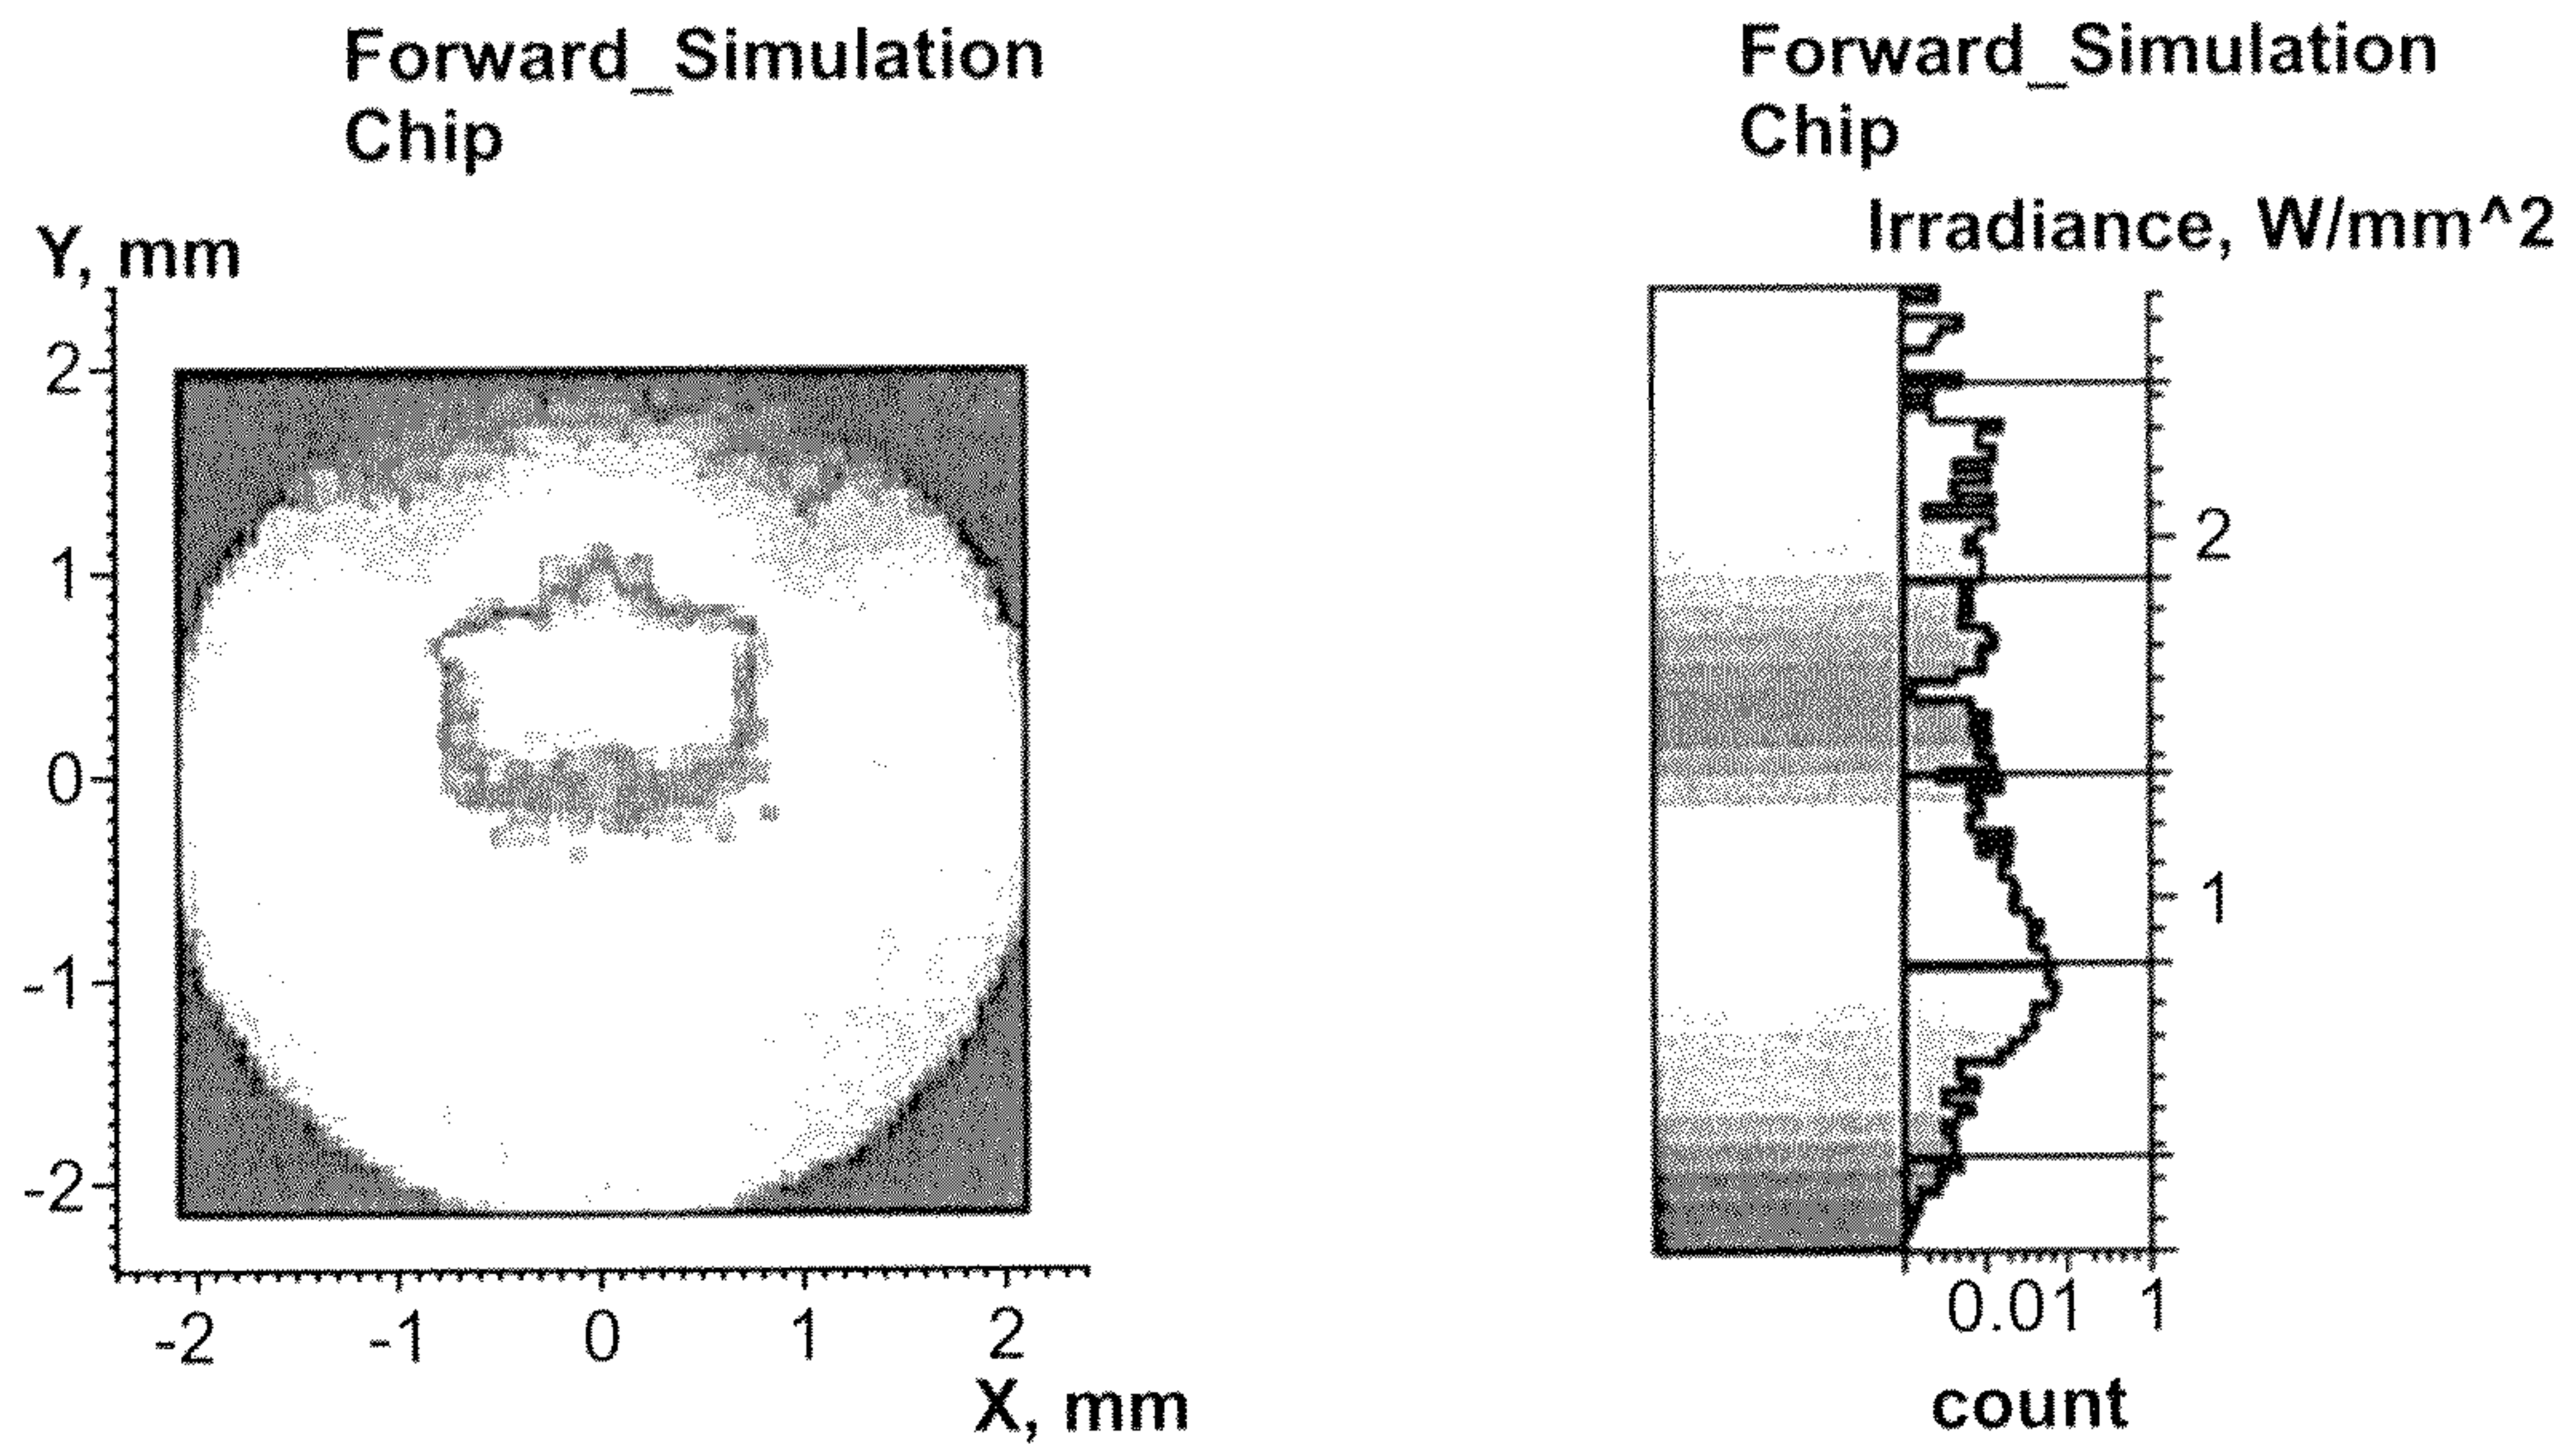 Forward_Simulation
Chip
Y, mm
2
1
0
-1
-2
-2 -1 0 1 2
X, mm
Forward_Simulation
Chip
Irradiance, W/mm^2
2
1
0.01 1
count